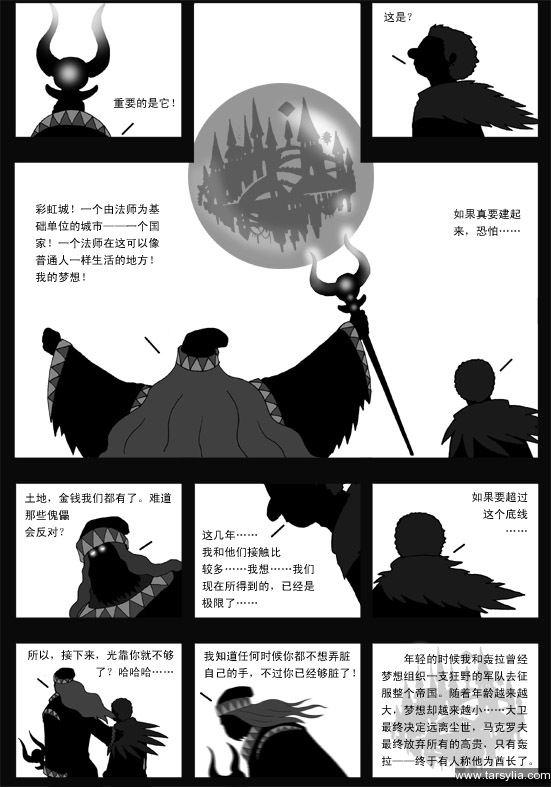 重要的是它！
这是？
彩虹城！一个由法师为基
础单位的城市——一个国
家！一个法师在这可以像
普通人一样生活的地方！
我的梦想！
如果真要建起
来，恐怕……
土地，金钱我们都有了。难道
那些傀儡
会反对？
这几年……
我和他们接触比
较多……我想……我们
现在所得到的，已经是
极限了……
如果要超过
这个底线
……
所以，接下来，光靠你就不够
了？哈哈哈……
我知道任何时候你都不想弄脏
自己的手，不过你已经够脏了！
年轻的时候我和轰拉曾经
梦想组织一支狂野的军队去征
服整个帝国。随着年龄越来越
大，梦想却越来越小……大卫
最终决定远离尘世，马克罗夫
最终放弃所有的高贵，只有轰
拉——终于有人称他为酋长了。
www.tarsylia.com